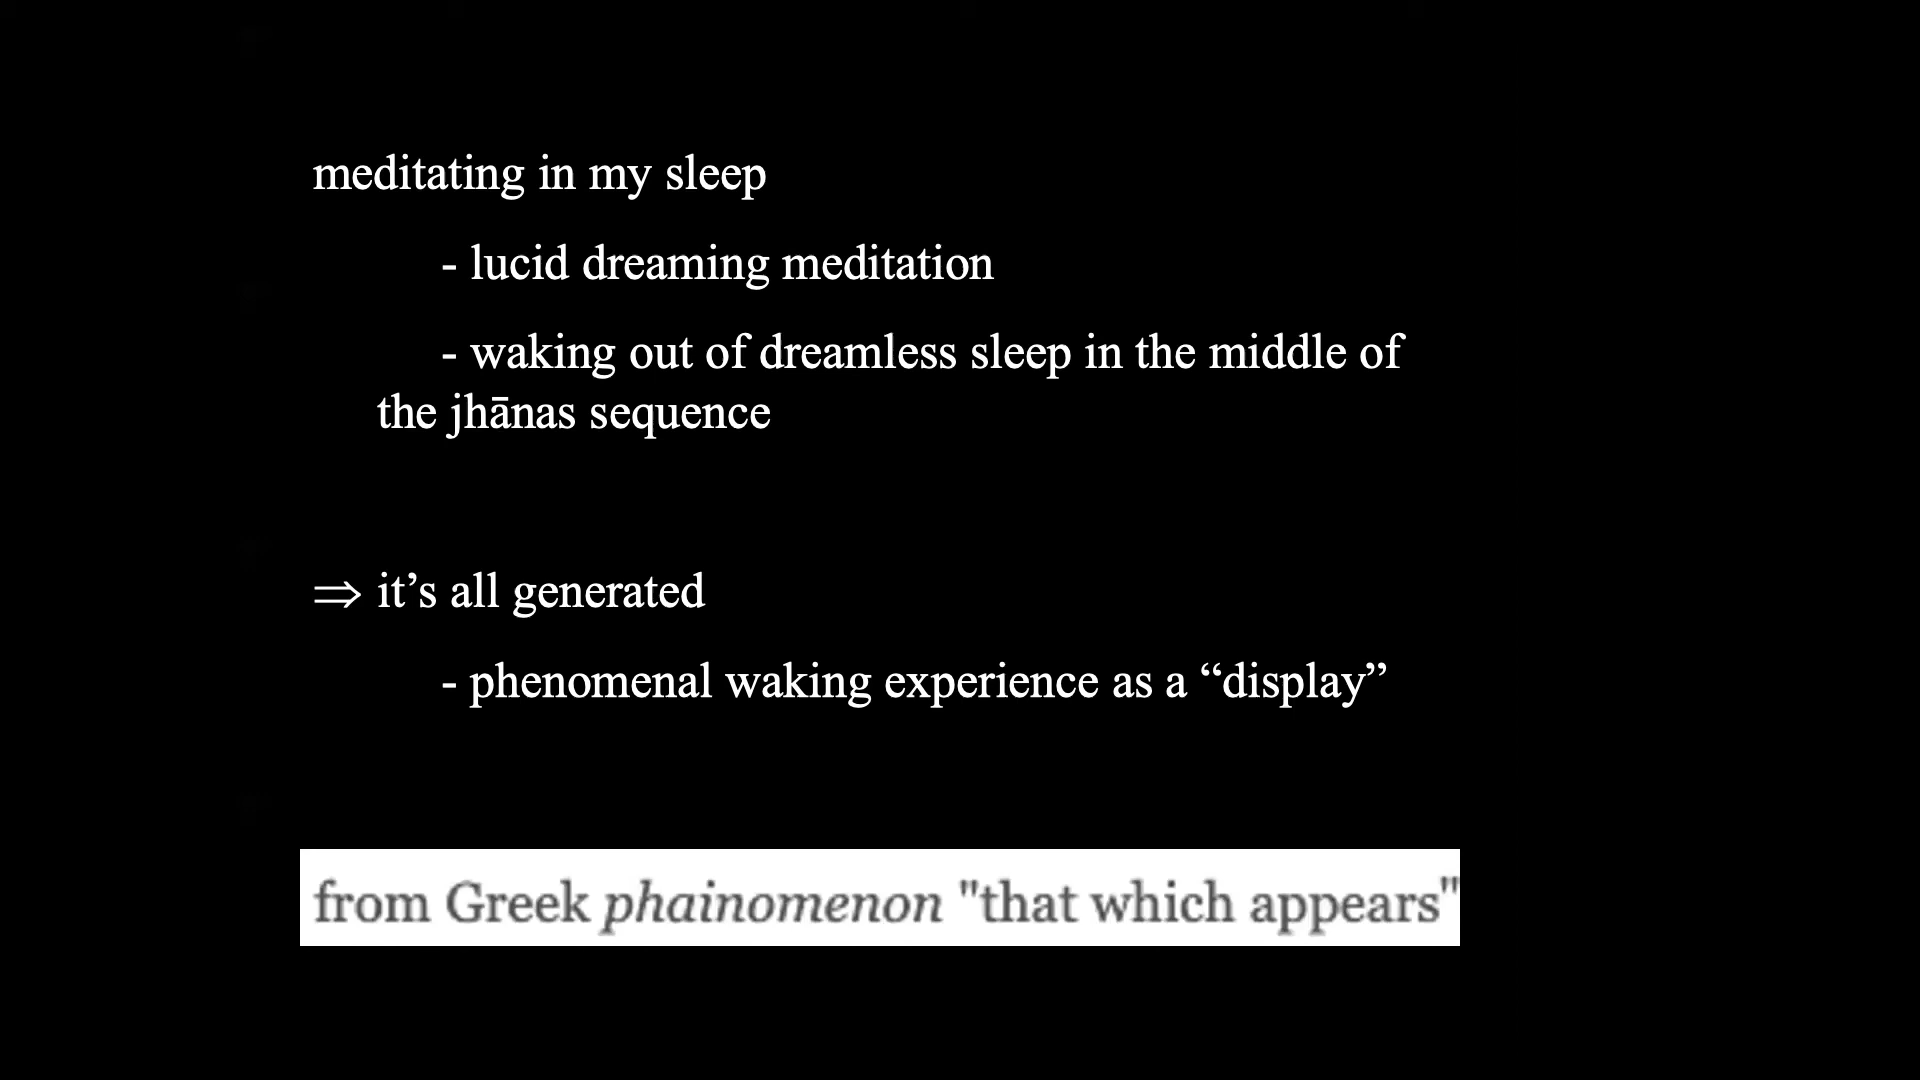 meditating in my sleep
- lucid dreaming meditation
- waking out of dreamless sleep in the middle of
the jhānas sequence
⇒ it’s all generated
- phenomenal waking experience as a “display”
from Greek phainomenon "that which appears"